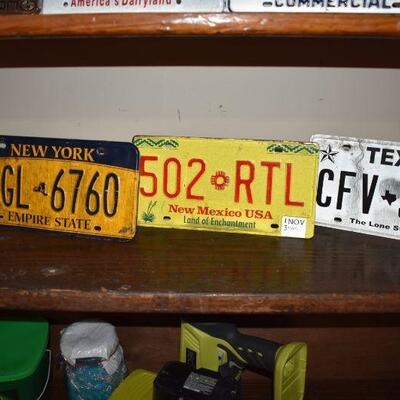 America's Dairyland
COMMERCIAL
NEW YORK
GL 6760
EMPIRE STATE
502 RTL
New Mexico USA
Land of Enchantment
1 NOV
TEX
CFV
The Lone S